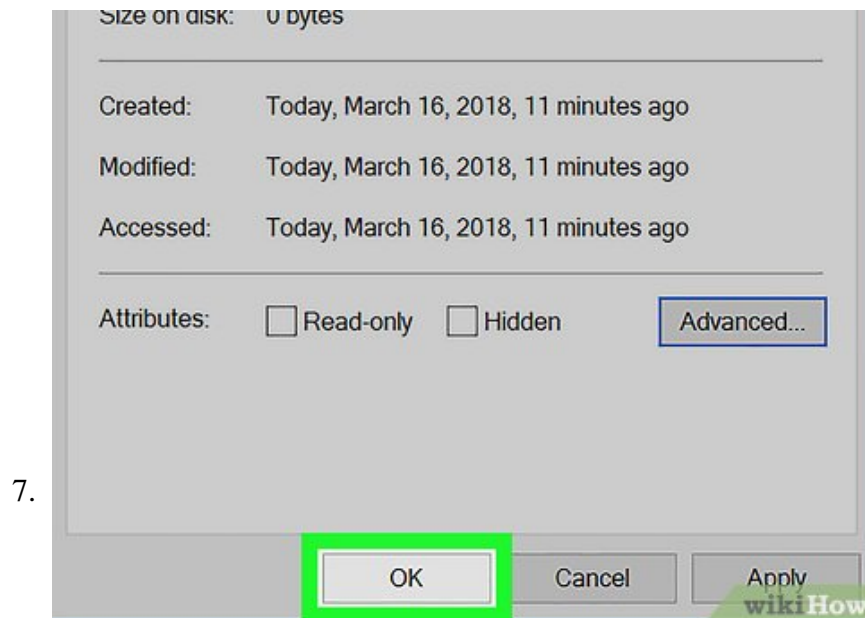 Size on disk: 0 bytes
Created: Today, March 16, 2018, 11 minutes ago
Modified: Today, March 16, 2018, 11 minutes ago
Accessed: Today, March 16, 2018, 11 minutes ago
Attributes: Read-only Hidden Advanced...
7.
OK Cancel Apply
wikiHow